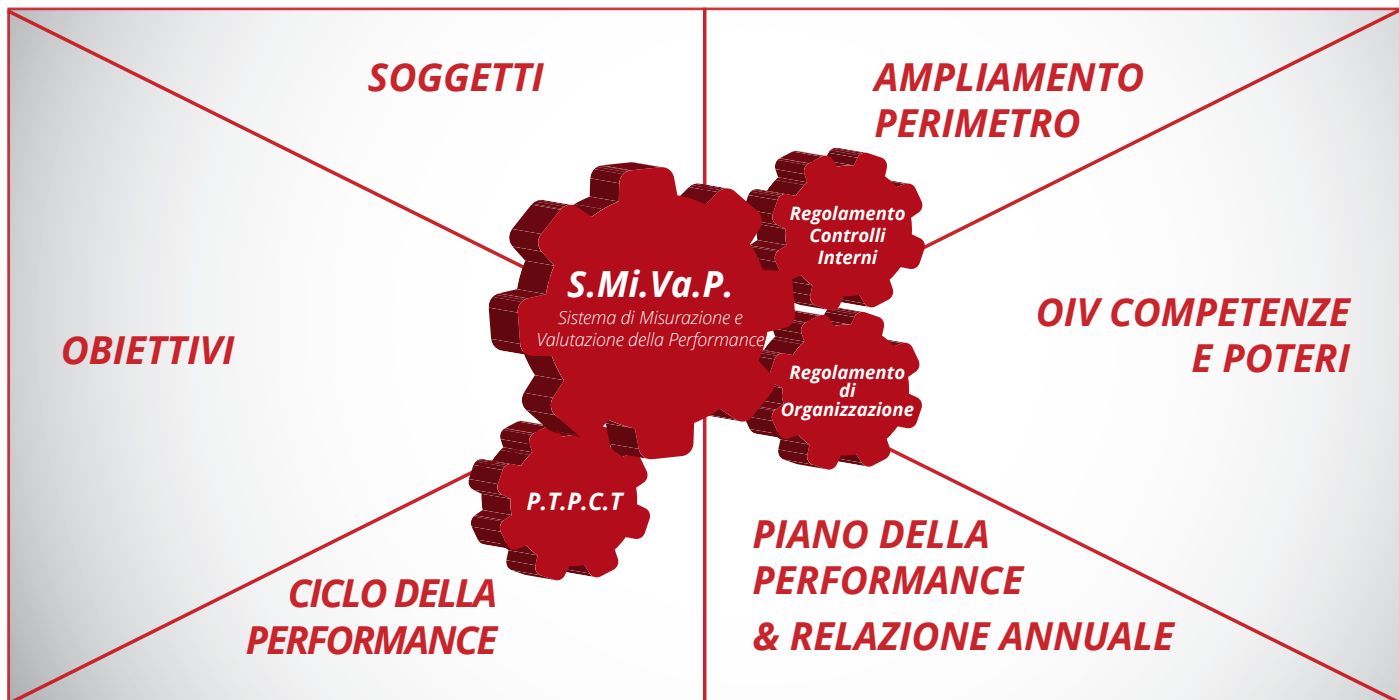 SOGGETTI
AMPLIAMENTO
PERIMETRO
Regolamento
Controlli
Interni
S.Mi.Va.P.
Sistema di Misurazione e
Valutazione della Performance
OBIETTIVI
OIV COMPETENZE
E POTERI
Regolamento
di
Organizzazione
P.T.P.C.T
CICLO DELLA
PERFORMANCE
PIANO DELLA
PERFORMANCE
& RELAZIONE ANNUALE